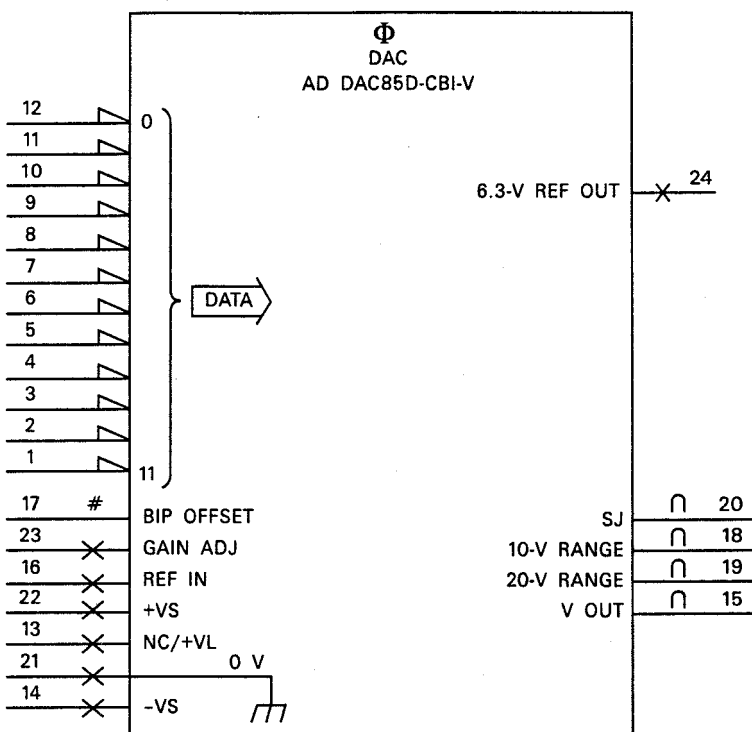 Φ
DAC
AD DAC85D-CBI-V
12 0
11
10
6.3-V REF OUT 24
9
8
7
6 DATA
5
4
3
2
1 11
17 # BIP OFFSET
SJ ∩ 20
23 GAIN ADJ
10-V RANGE ∩ 18
16 REF IN
20-V RANGE ∩ 19
22 +VS
V OUT ∩ 15
13 NC/+VL
21 0 V
14 -VS